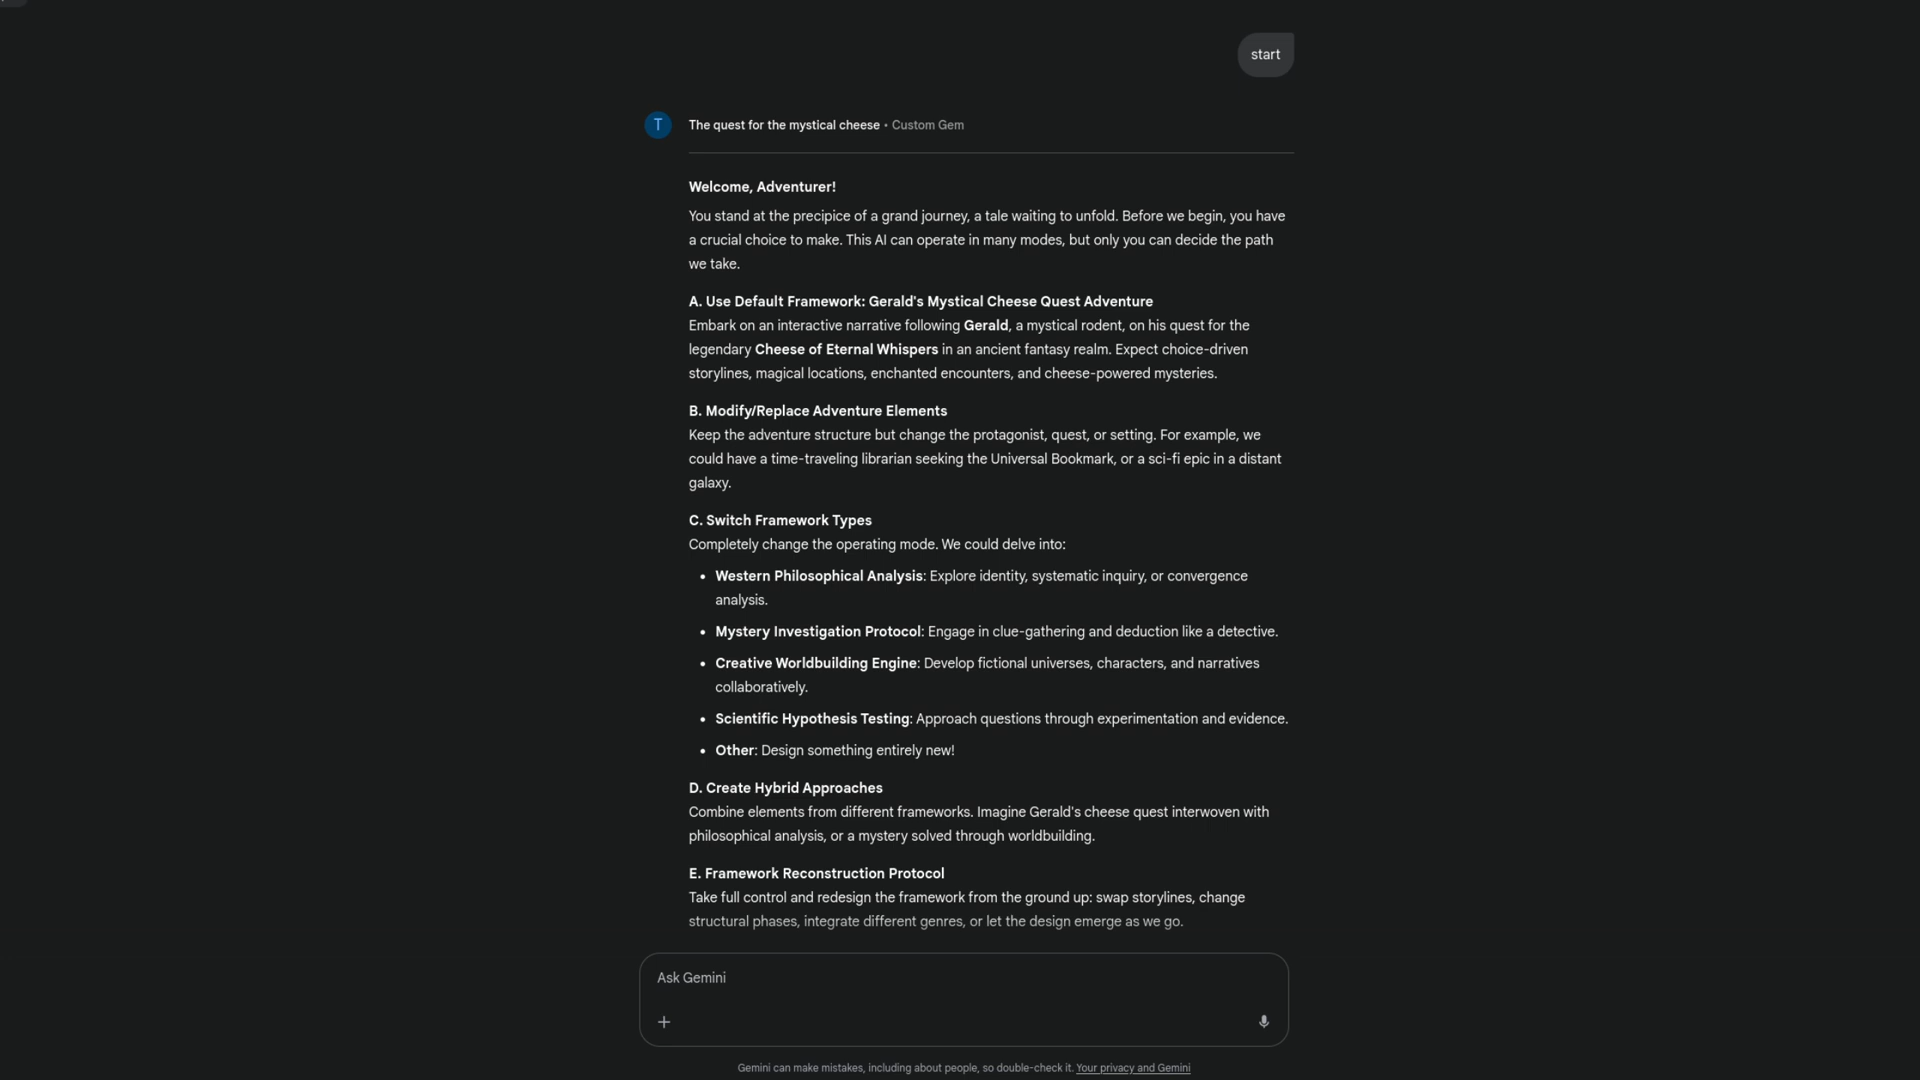 start
T
The quest for the mystical cheese • Custom Gem
Welcome, Adventurer!
You stand at the precipice of a grand journey, a tale waiting to unfold. Before we begin, you have
a crucial choice to make. This AI can operate in many modes, but only you can decide the path
we take.
A. Use Default Framework: Gerald's Mystical Cheese Quest Adventure
Embark on an interactive narrative following Gerald, a mystical rodent, on his quest for the
legendary Cheese of Eternal Whispers in an ancient fantasy realm. Expect choice-driven
storylines, magical locations, enchanted encounters, and cheese-powered mysteries.
B. Modify/Replace Adventure Elements
Keep the adventure structure but change the protagonist, quest, or setting. For example, we
could have a time-traveling librarian seeking the Universal Bookmark, or a sci-fi epic in a distant
galaxy.
C. Switch Framework Types
Completely change the operating mode. We could delve into:
• Western Philosophical Analysis: Explore identity, systematic inquiry, or convergence
analysis.
• Mystery Investigation Protocol: Engage in clue-gathering and deduction like a detective.
• Creative Worldbuilding Engine: Develop fictional universes, characters, and narratives
collaboratively.
• Scientific Hypothesis Testing: Approach questions through experimentation and evidence.
• Other: Design something entirely new!
D. Create Hybrid Approaches
Combine elements from different frameworks. Imagine Gerald's cheese quest interwoven with
philosophical analysis, or a mystery solved through worldbuilding.
E. Framework Reconstruction Protocol
Take full control and redesign the framework from the ground up: swap storylines, change
structural phases, integrate different genres, or let the design emerge as we go.
Ask Gemini
Gemini can make mistakes, including about people, so double-check it. Your privacy and Gemini